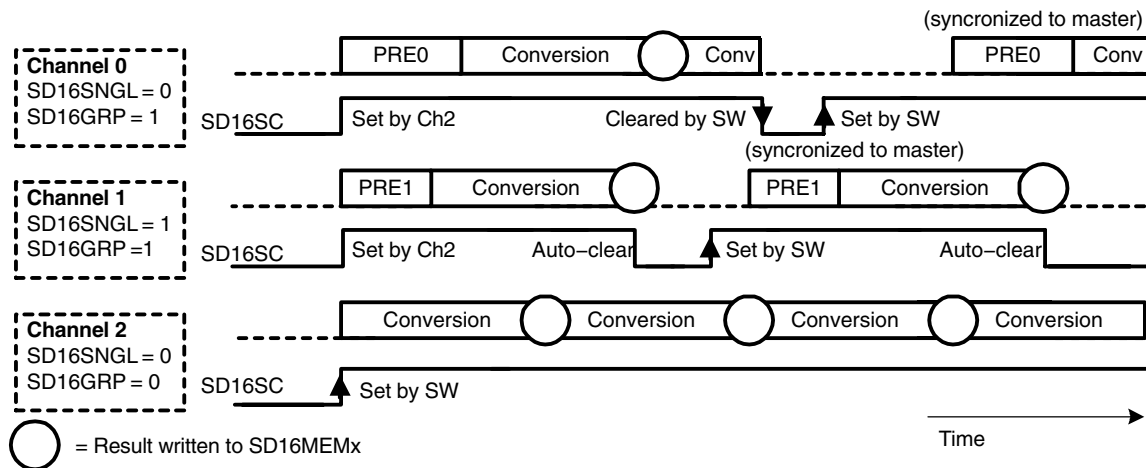 (syncronized to master)
PRE0 Conversion Conv PRE0 Conv
Channel 0
SD16SNGL = 0
SD16GRP = 1
SD16SC Set by Ch2 Cleared by SW Set by SW
(syncronized to master)
PRE1 Conversion PRE1 Conversion
Channel 1
SD16SNGL = 1
SD16GRP =1
SD16SC Set by Ch2 Auto−clear Set by SW Auto−clear
Conversion Conversion Conversion Conversion
Channel 2
SD16SNGL = 0
SD16GRP = 0
SD16SC Set by SW
= Result written to SD16MEMx
Time